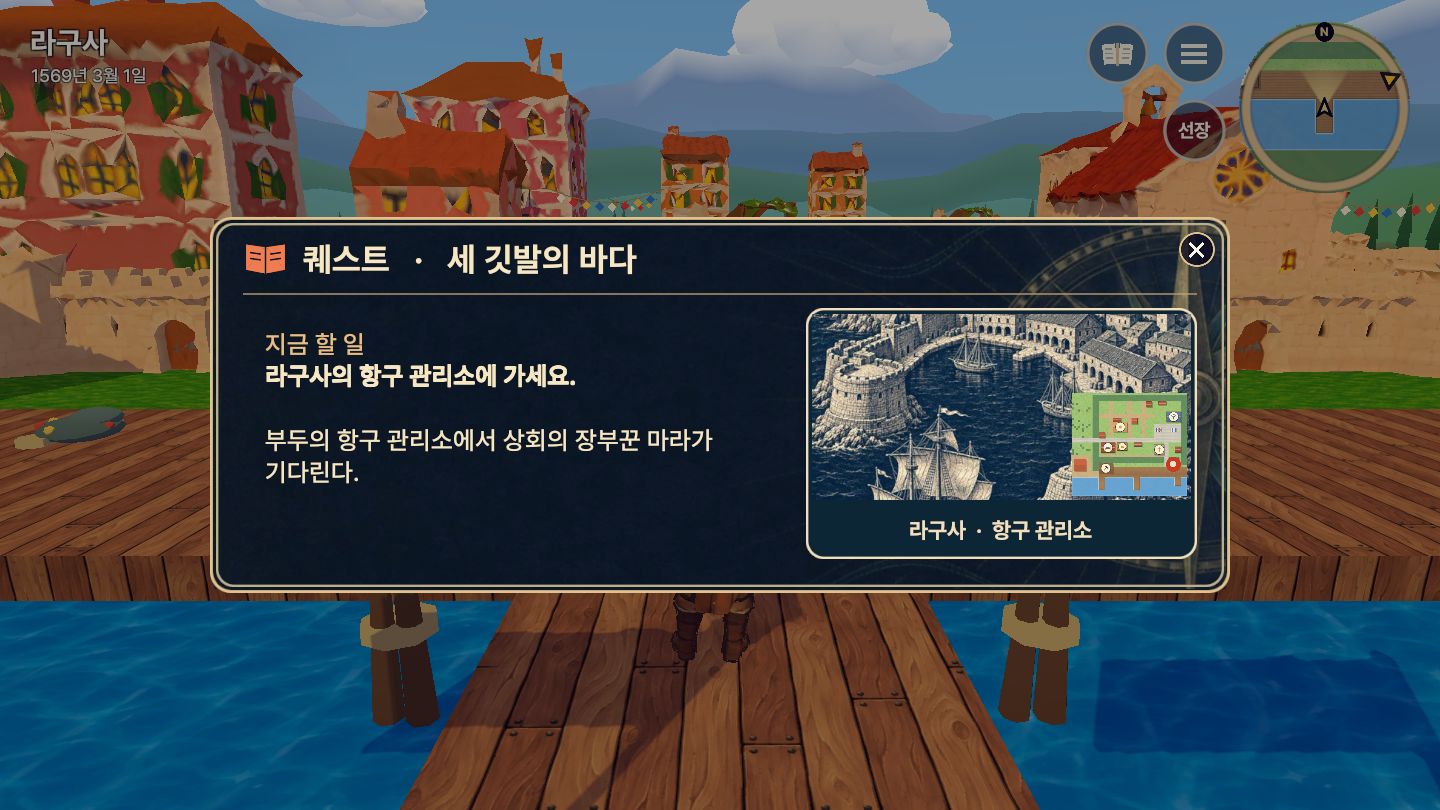 라구사
1569년 3월 1일
N
선장
퀘스트 · 세 깃발의 바다
지금 할 일
라구사의 항구 관리소에 가세요.
부두의 항구 관리소에서 상회의 장부꾼 마라가
기다린다.
라구사 · 항구 관리소